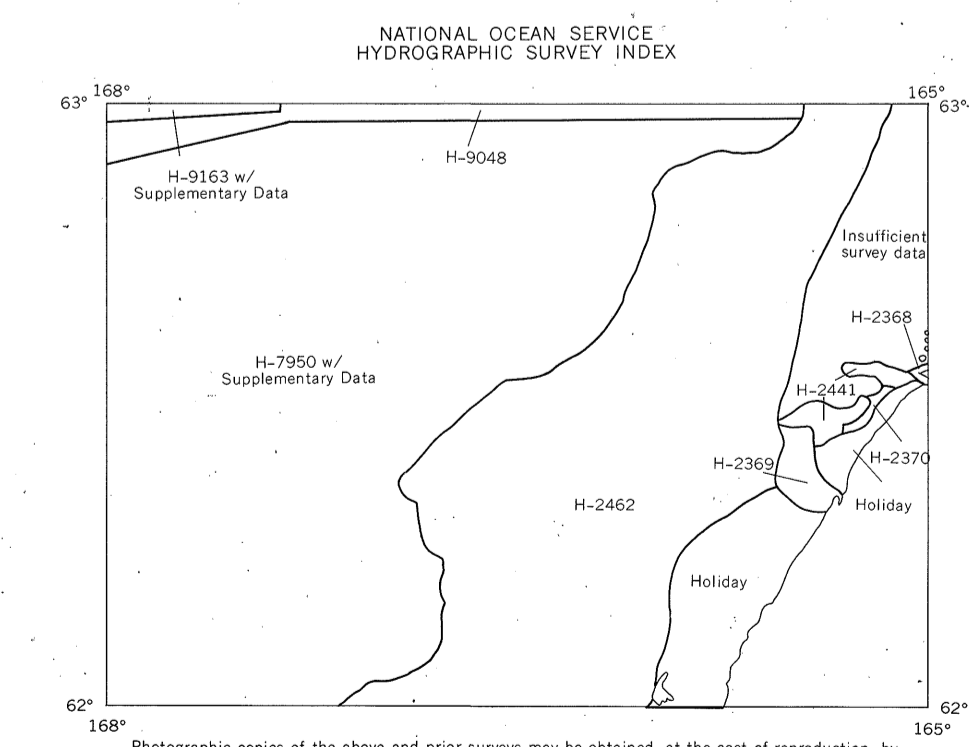 NATIONAL OCEAN SERVICE
HYDROGRAPHIC SURVEY INDEX
168°
165°
63°
63°
H-9048
H-9163 w/
Supplementary Data
Insufficient
survey data
H-2368
H-7950 w/
Supplementary Data
H-2441
H-2370
H-2369
H-2462
Holiday
Holiday
62°
62°
168°
165°
Photographic copies of the above and prior surveys may be obtained, at the cost of reproduction, by